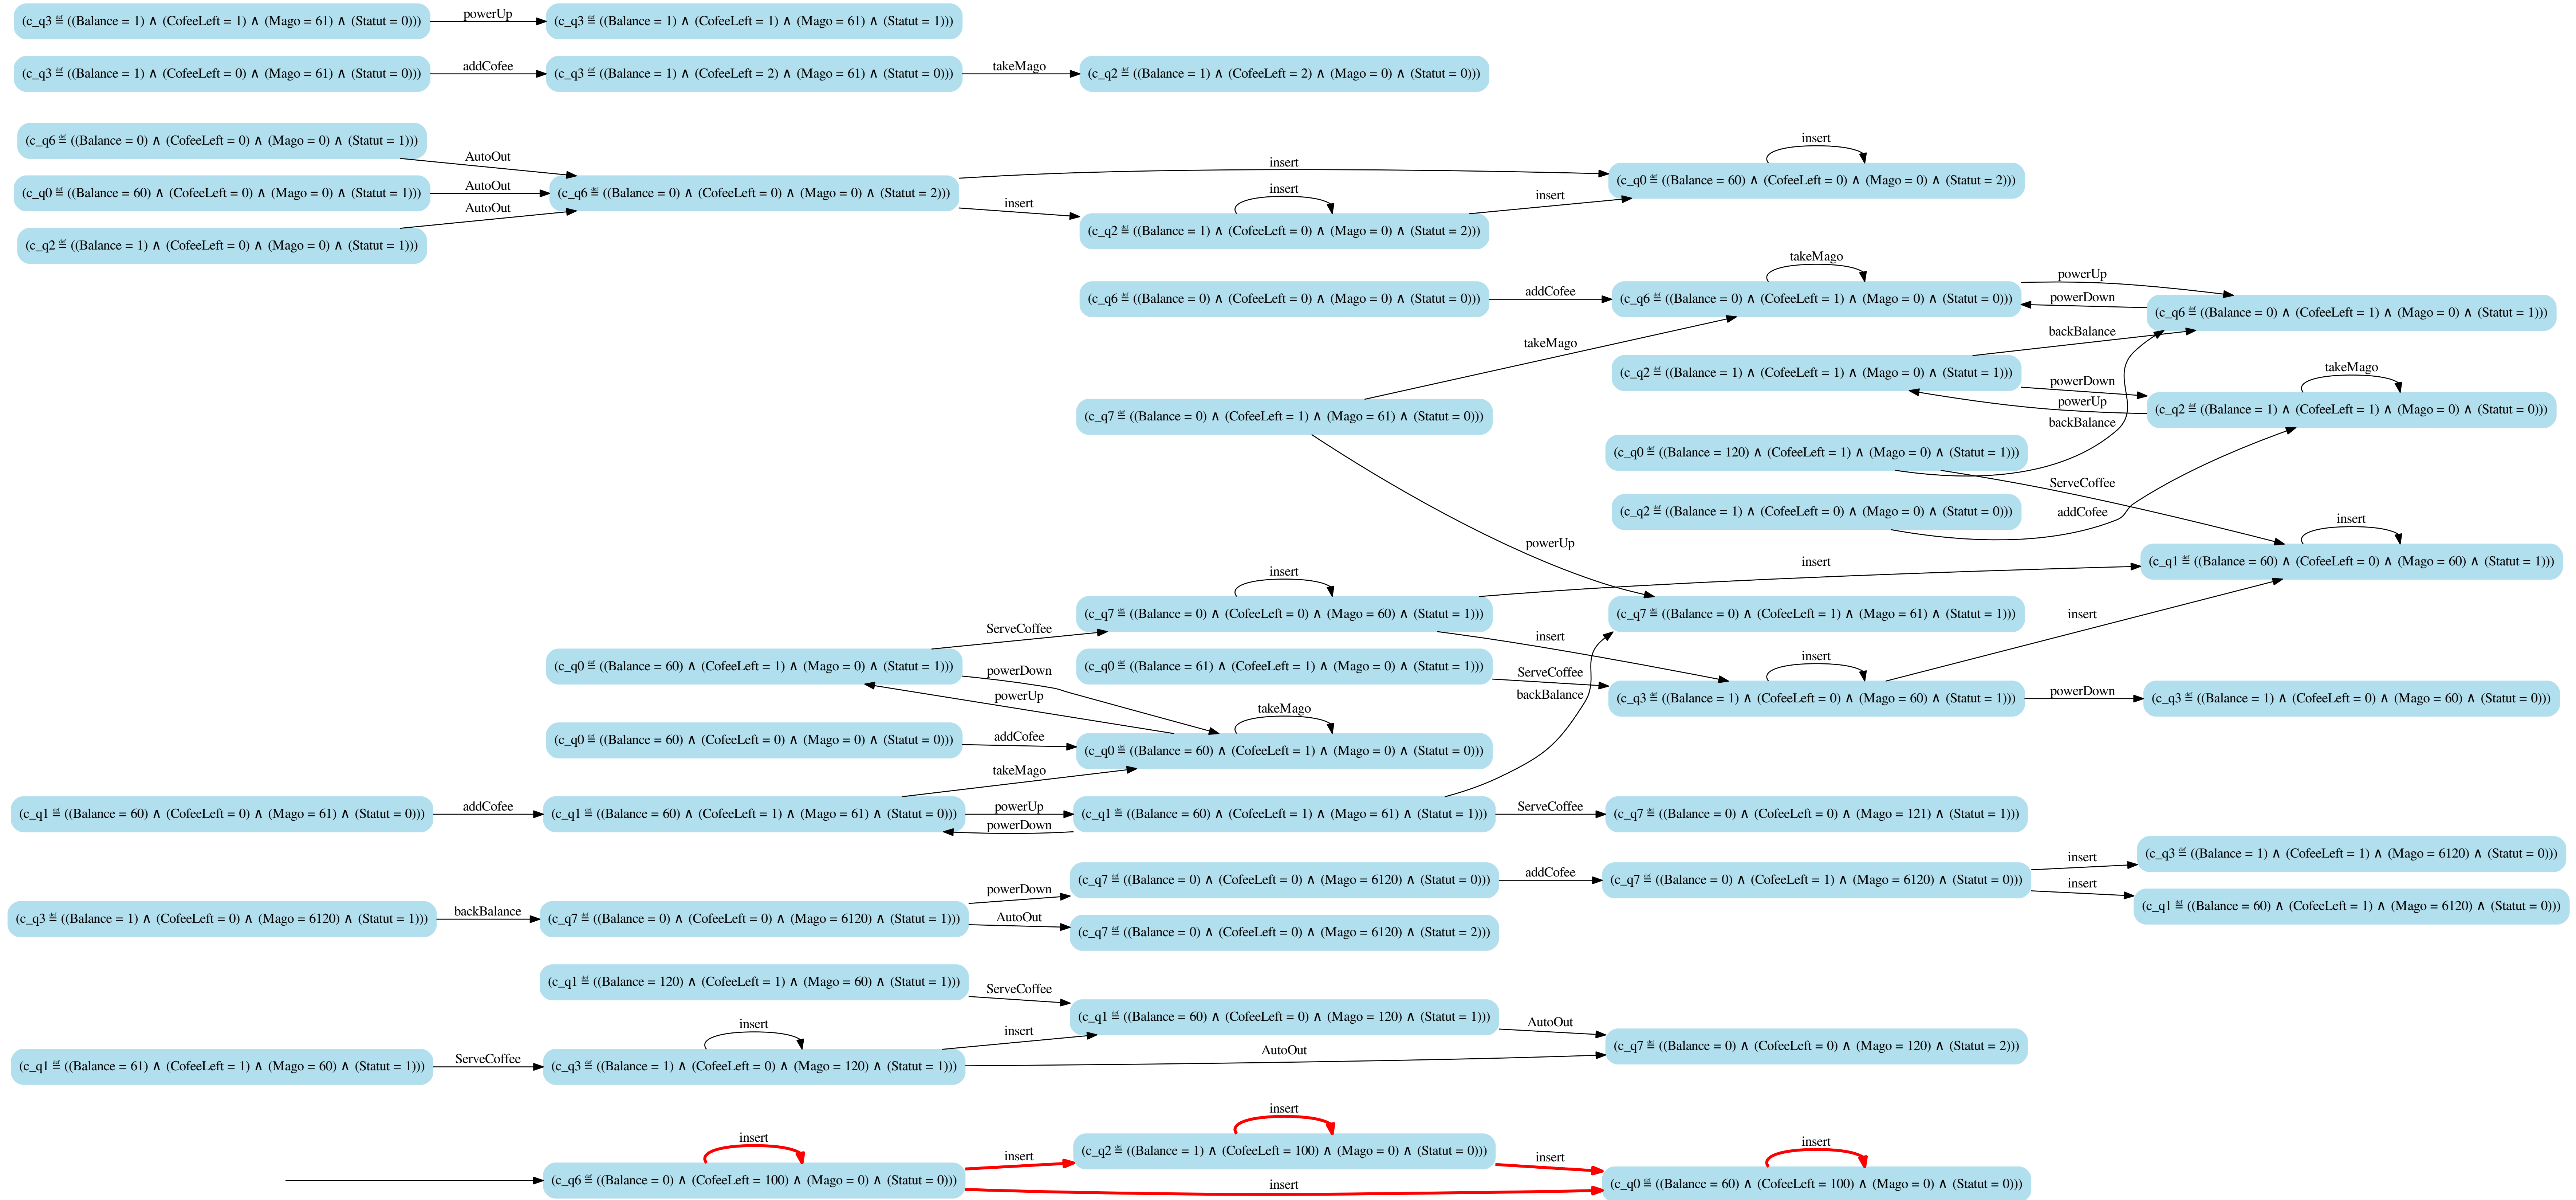 (c_q3 ≝ ((Balance = 1) ∧ (CofeeLeft = 1) ∧ (Mago = 61) ∧ (Statut = 0)))
powerUp
(c_q3 ≝ ((Balance = 1) ∧ (CofeeLeft = 1) ∧ (Mago = 61) ∧ (Statut = 1)))
(c_q3 ≝ ((Balance = 1) ∧ (CofeeLeft = 0) ∧ (Mago = 61) ∧ (Statut = 0)))
addCofee
(c_q3 ≝ ((Balance = 1) ∧ (CofeeLeft = 2) ∧ (Mago = 61) ∧ (Statut = 0)))
takeMago
(c_q2 ≝ ((Balance = 1) ∧ (CofeeLeft = 2) ∧ (Mago = 0) ∧ (Statut = 0)))
(c_q6 ≝ ((Balance = 0) ∧ (CofeeLeft = 0) ∧ (Mago = 0) ∧ (Statut = 1)))
AutoOut
(c_q0 ≝ ((Balance = 60) ∧ (CofeeLeft = 0) ∧ (Mago = 0) ∧ (Statut = 1)))
AutoOut
(c_q2 ≝ ((Balance = 1) ∧ (CofeeLeft = 0) ∧ (Mago = 0) ∧ (Statut = 1)))
AutoOut
(c_q6 ≝ ((Balance = 0) ∧ (CofeeLeft = 0) ∧ (Mago = 0) ∧ (Statut = 2)))
insert
insert
insert
(c_q2 ≝ ((Balance = 1) ∧ (CofeeLeft = 0) ∧ (Mago = 0) ∧ (Statut = 2)))
insert
insert
(c_q0 ≝ ((Balance = 60) ∧ (CofeeLeft = 0) ∧ (Mago = 0) ∧ (Statut = 2)))
(c_q6 ≝ ((Balance = 0) ∧ (CofeeLeft = 0) ∧ (Mago = 0) ∧ (Statut = 0)))
addCofee
takeMago
(c_q6 ≝ ((Balance = 0) ∧ (CofeeLeft = 1) ∧ (Mago = 0) ∧ (Statut = 0)))
powerUp
powerDown
(c_q6 ≝ ((Balance = 0) ∧ (CofeeLeft = 1) ∧ (Mago = 0) ∧ (Statut = 1)))
takeMago
backBalance
(c_q2 ≝ ((Balance = 1) ∧ (CofeeLeft = 1) ∧ (Mago = 0) ∧ (Statut = 1)))
powerDown
powerUp
takeMago
(c_q2 ≝ ((Balance = 1) ∧ (CofeeLeft = 1) ∧ (Mago = 0) ∧ (Statut = 0)))
(c_q7 ≝ ((Balance = 0) ∧ (CofeeLeft = 1) ∧ (Mago = 61) ∧ (Statut = 0)))
backBalance
(c_q0 ≝ ((Balance = 120) ∧ (CofeeLeft = 1) ∧ (Mago = 0) ∧ (Statut = 1)))
ServeCoffee
(c_q2 ≝ ((Balance = 1) ∧ (CofeeLeft = 0) ∧ (Mago = 0) ∧ (Statut = 0)))
addCofee
powerUp
insert
insert
(c_q1 ≝ ((Balance = 60) ∧ (CofeeLeft = 0) ∧ (Mago = 60) ∧ (Statut = 1)))
insert
(c_q7 ≝ ((Balance = 0) ∧ (CofeeLeft = 0) ∧ (Mago = 60) ∧ (Statut = 1)))
(c_q7 ≝ ((Balance = 0) ∧ (CofeeLeft = 1) ∧ (Mago = 61) ∧ (Statut = 1)))
insert
ServeCoffee
insert
(c_q0 ≝ ((Balance = 60) ∧ (CofeeLeft = 1) ∧ (Mago = 0) ∧ (Statut = 1)))
powerDown
(c_q0 ≝ ((Balance = 61) ∧ (CofeeLeft = 1) ∧ (Mago = 0) ∧ (Statut = 1)))
ServeCoffee
insert
powerUp
backBalance
(c_q3 ≝ ((Balance = 1) ∧ (CofeeLeft = 0) ∧ (Mago = 60) ∧ (Statut = 1)))
powerDown
(c_q3 ≝ ((Balance = 1) ∧ (CofeeLeft = 0) ∧ (Mago = 60) ∧ (Statut = 0)))
takeMago
(c_q0 ≝ ((Balance = 60) ∧ (CofeeLeft = 0) ∧ (Mago = 0) ∧ (Statut = 0)))
addCofee
(c_q0 ≝ ((Balance = 60) ∧ (CofeeLeft = 1) ∧ (Mago = 0) ∧ (Statut = 0)))
takeMago
(c_q1 ≝ ((Balance = 60) ∧ (CofeeLeft = 0) ∧ (Mago = 61) ∧ (Statut = 0)))
addCofee
(c_q1 ≝ ((Balance = 60) ∧ (CofeeLeft = 1) ∧ (Mago = 61) ∧ (Statut = 0)))
powerUp
powerDown
(c_q1 ≝ ((Balance = 60) ∧ (CofeeLeft = 1) ∧ (Mago = 61) ∧ (Statut = 1)))
ServeCoffee
(c_q7 ≝ ((Balance = 0) ∧ (CofeeLeft = 0) ∧ (Mago = 121) ∧ (Statut = 1)))
(c_q3 ≝ ((Balance = 1) ∧ (CofeeLeft = 0) ∧ (Mago = 6120) ∧ (Statut = 1)))
backBalance
(c_q7 ≝ ((Balance = 0) ∧ (CofeeLeft = 0) ∧ (Mago = 6120) ∧ (Statut = 1)))
powerDown
AutoOut
(c_q7 ≝ ((Balance = 0) ∧ (CofeeLeft = 0) ∧ (Mago = 6120) ∧ (Statut = 0)))
addCofee
(c_q7 ≝ ((Balance = 0) ∧ (CofeeLeft = 1) ∧ (Mago = 6120) ∧ (Statut = 0)))
insert
insert
(c_q3 ≝ ((Balance = 1) ∧ (CofeeLeft = 1) ∧ (Mago = 6120) ∧ (Statut = 0)))
(c_q1 ≝ ((Balance = 60) ∧ (CofeeLeft = 1) ∧ (Mago = 6120) ∧ (Statut = 0)))
(c_q7 ≝ ((Balance = 0) ∧ (CofeeLeft = 0) ∧ (Mago = 6120) ∧ (Statut = 2)))
(c_q1 ≝ ((Balance = 120) ∧ (CofeeLeft = 1) ∧ (Mago = 60) ∧ (Statut = 1)))
ServeCoffee
(c_q1 ≝ ((Balance = 60) ∧ (CofeeLeft = 0) ∧ (Mago = 120) ∧ (Statut = 1)))
AutoOut
insert
insert
(c_q1 ≝ ((Balance = 61) ∧ (CofeeLeft = 1) ∧ (Mago = 60) ∧ (Statut = 1)))
ServeCoffee
(c_q3 ≝ ((Balance = 1) ∧ (CofeeLeft = 0) ∧ (Mago = 120) ∧ (Statut = 1)))
AutoOut
(c_q7 ≝ ((Balance = 0) ∧ (CofeeLeft = 0) ∧ (Mago = 120) ∧ (Statut = 2)))
insert
(c_q6 ≝ ((Balance = 0) ∧ (CofeeLeft = 100) ∧ (Mago = 0) ∧ (Statut = 0)))
insert
insert
insert
(c_q2 ≝ ((Balance = 1) ∧ (CofeeLeft = 100) ∧ (Mago = 0) ∧ (Statut = 0)))
insert
insert
(c_q0 ≝ ((Balance = 60) ∧ (CofeeLeft = 100) ∧ (Mago = 0) ∧ (Statut = 0)))